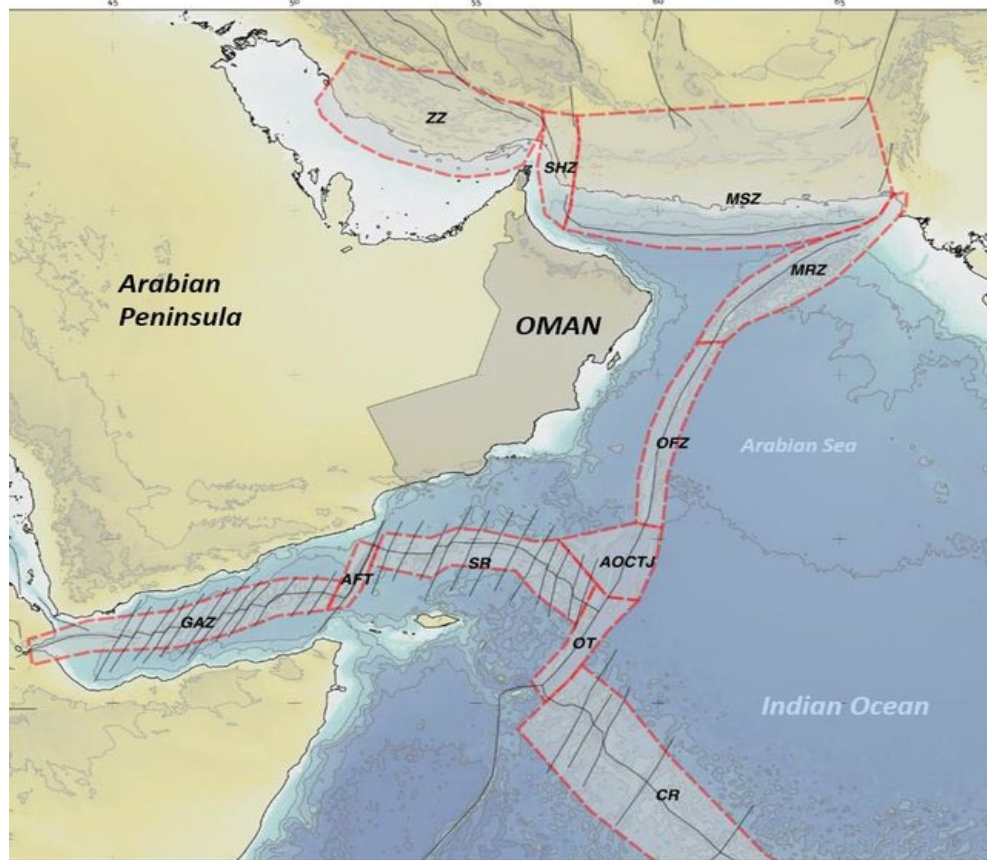 45
50
55
60
65
ZZ
SHZ
MSZ
MRZ
Arabian
Peninsula
OMAN
OFZ
Arabian Sea
AOCTJ
SR
AFT
GAZ
OT
Indian Ocean
CR